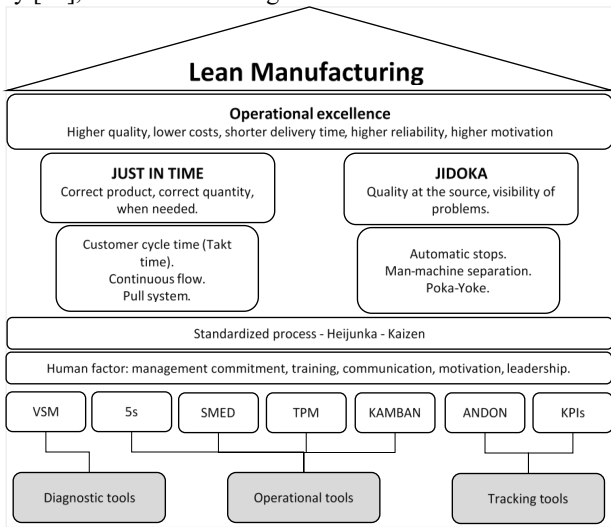 Lean Manufacturing
Operational excellence
Higher quality, lower costs, shorter delivery time, higher reliability, higher motivation
JUST IN TIME
Correct product, correct quantity,
when needed.
JIDOKA
Quality at the source, visibility of
problems.
Customer cycle time (Takt
time).
Continuous flow.
Pull system.
Automatic stops.
Man-machine separation.
Poka-Yoke.
Standardized process - Heijunka - Kaizen
Human factor: management commitment, training, communication, motivation, leadership.
VSM
5s
SMED
TPM
KAMBAN
ANDON
KPIs
Diagnostic tools
Operational tools
Tracking tools